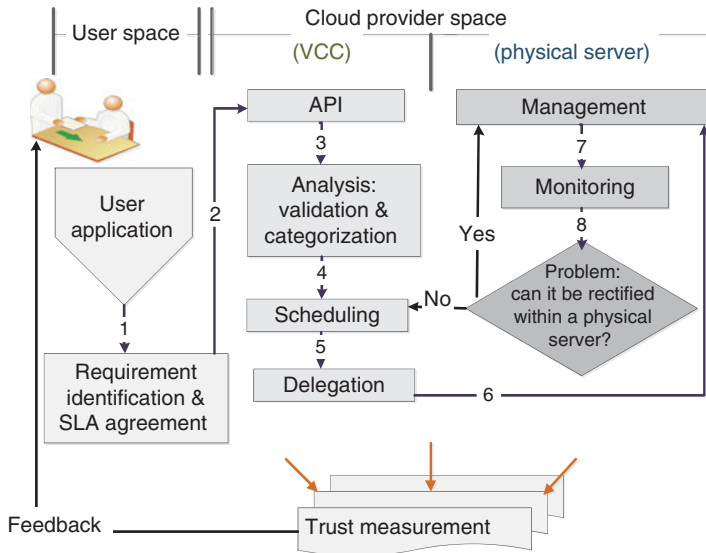 User space
Cloud provider space
(VCC)
(physical server)
API
Management
2
3
7
User
application
Analysis:
validation &
categorization
Monitoring
8
Yes
4
Problem:
can it be rectified
within a physical
server?
No
Scheduling
1
5
Requirement
identification &
SLA agreement
Delegation
6
Feedback
Trust measurement